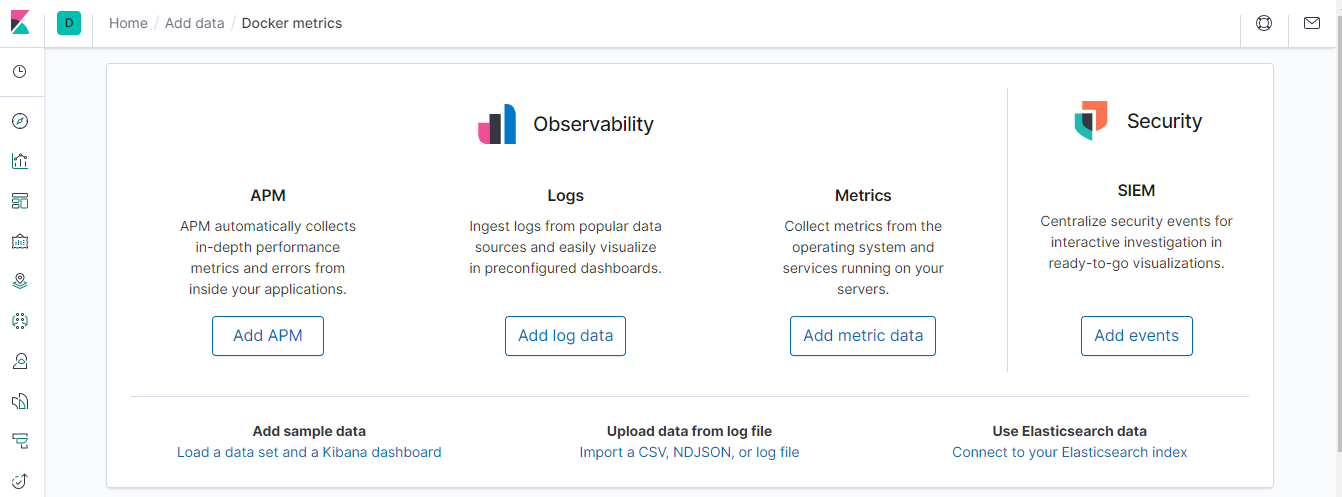 D Home / Add data / Docker metrics
Observability
Security
APM
APM automatically collects
in-depth performance
metrics and errors from
inside your applications.
Add APM
Logs
Ingest logs from popular data
sources and easily visualize
in preconfigured dashboards.
Add log data
Metrics
Collect metrics from the
operating system and
services running on your
servers.
Add metric data
SIEM
Centralize security events for
interactive investigation in
ready-to-go visualizations.
Add events
Add sample data
Load a data set and a Kibana dashboard
Upload data from log file
Import a CSV, NDJSON, or log file
Use Elasticsearch data
Connect to your Elasticsearch index